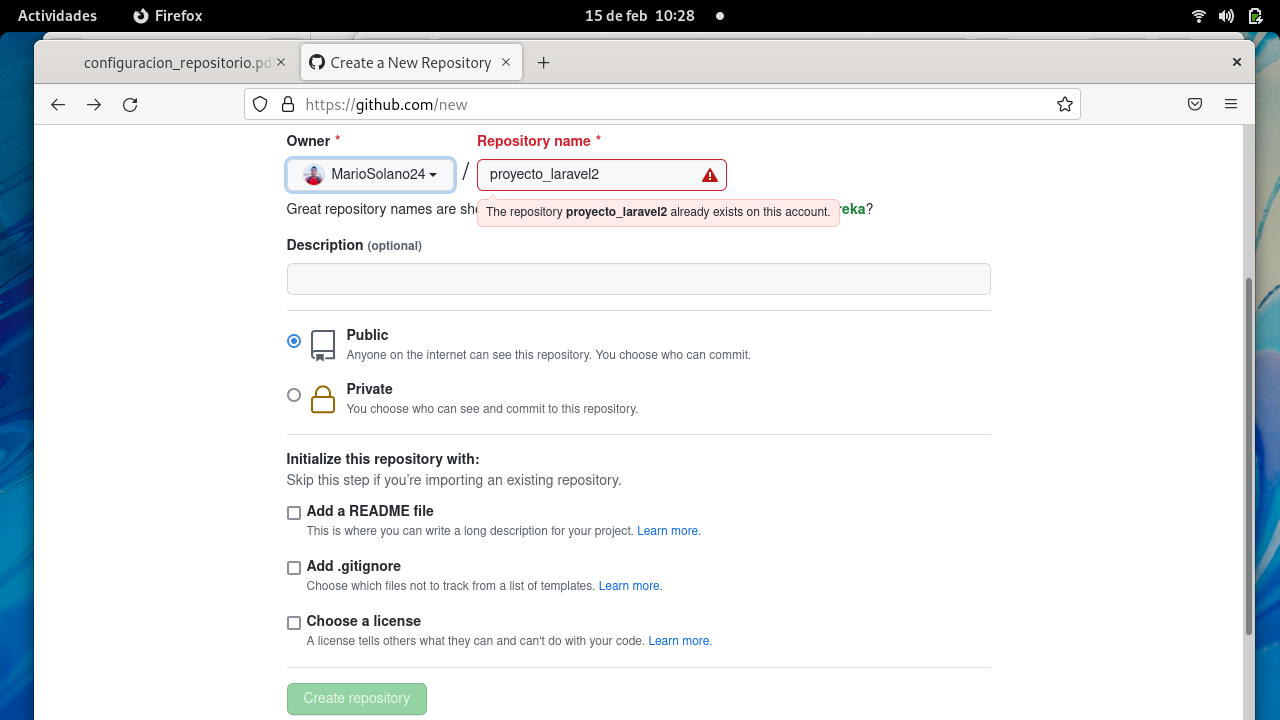 Actividades Firefox 15 de feb 10:28
configuracion_repositorio.pd Create a New Repository
https://github.com/new
Owner * Repository name *
MarioSolano24 / proyecto_laravel2
Great repository names are sh
The repository proyecto_laravel2 already exists on this account.
reka?
Description (optional)
Public
Anyone on the internet can see this repository. You choose who can commit.
Private
You choose who can see and commit to this repository.
Initialize this repository with:
Skip this step if you're importing an existing repository.
Add a README file
This is where you can write a long description for your project. Learn more.
Add .gitignore
Choose which files not to track from a list of templates. Learn more.
Choose a license
A license tells others what they can and can't do with your code. Learn more.
Create repository